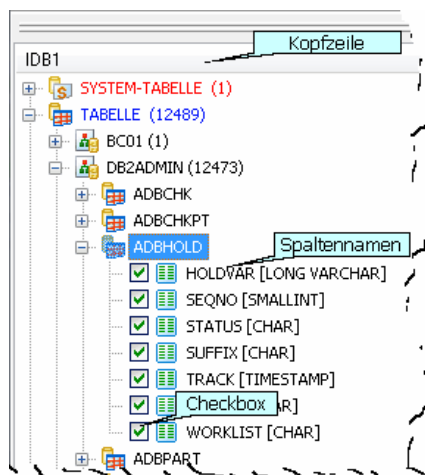 Kopfzeile
IDB1
SYSTEM-TABELLE (1)
TABELLE (12489)
BC01 (1)
DB2ADMIN (12473)
ADBCHK
ADBCHKPT
ADBHOLD
Spaltennamen
HOLDVAR [LONG VARCHAR]
SEQNO [SMALLINT]
STATUS [CHAR]
SUFFIX [CHAR]
TRACK [TIMESTAMP]
Checkbox
WORKLIST [CHAR]
ADBPART